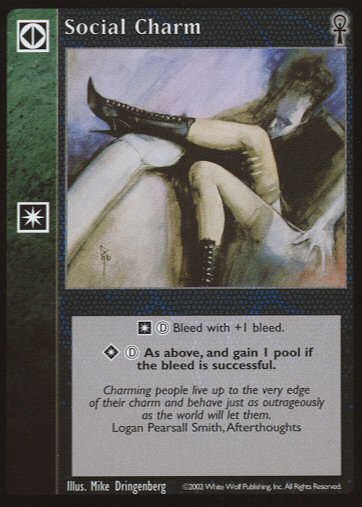 Social Charm
Ⓓ Bleed with +1 bleed.
Ⓓ As above, and gain 1 pool if
the bleed is successful.
Charming people live up to the very edge
of their charm and behave just as outrageously
as the world will let them.
Logan Pearsall Smith, Afterthoughts
Illus. Mike Dringenberg
©2002 White Wolf Publishing, Inc. All Rights Reserved.